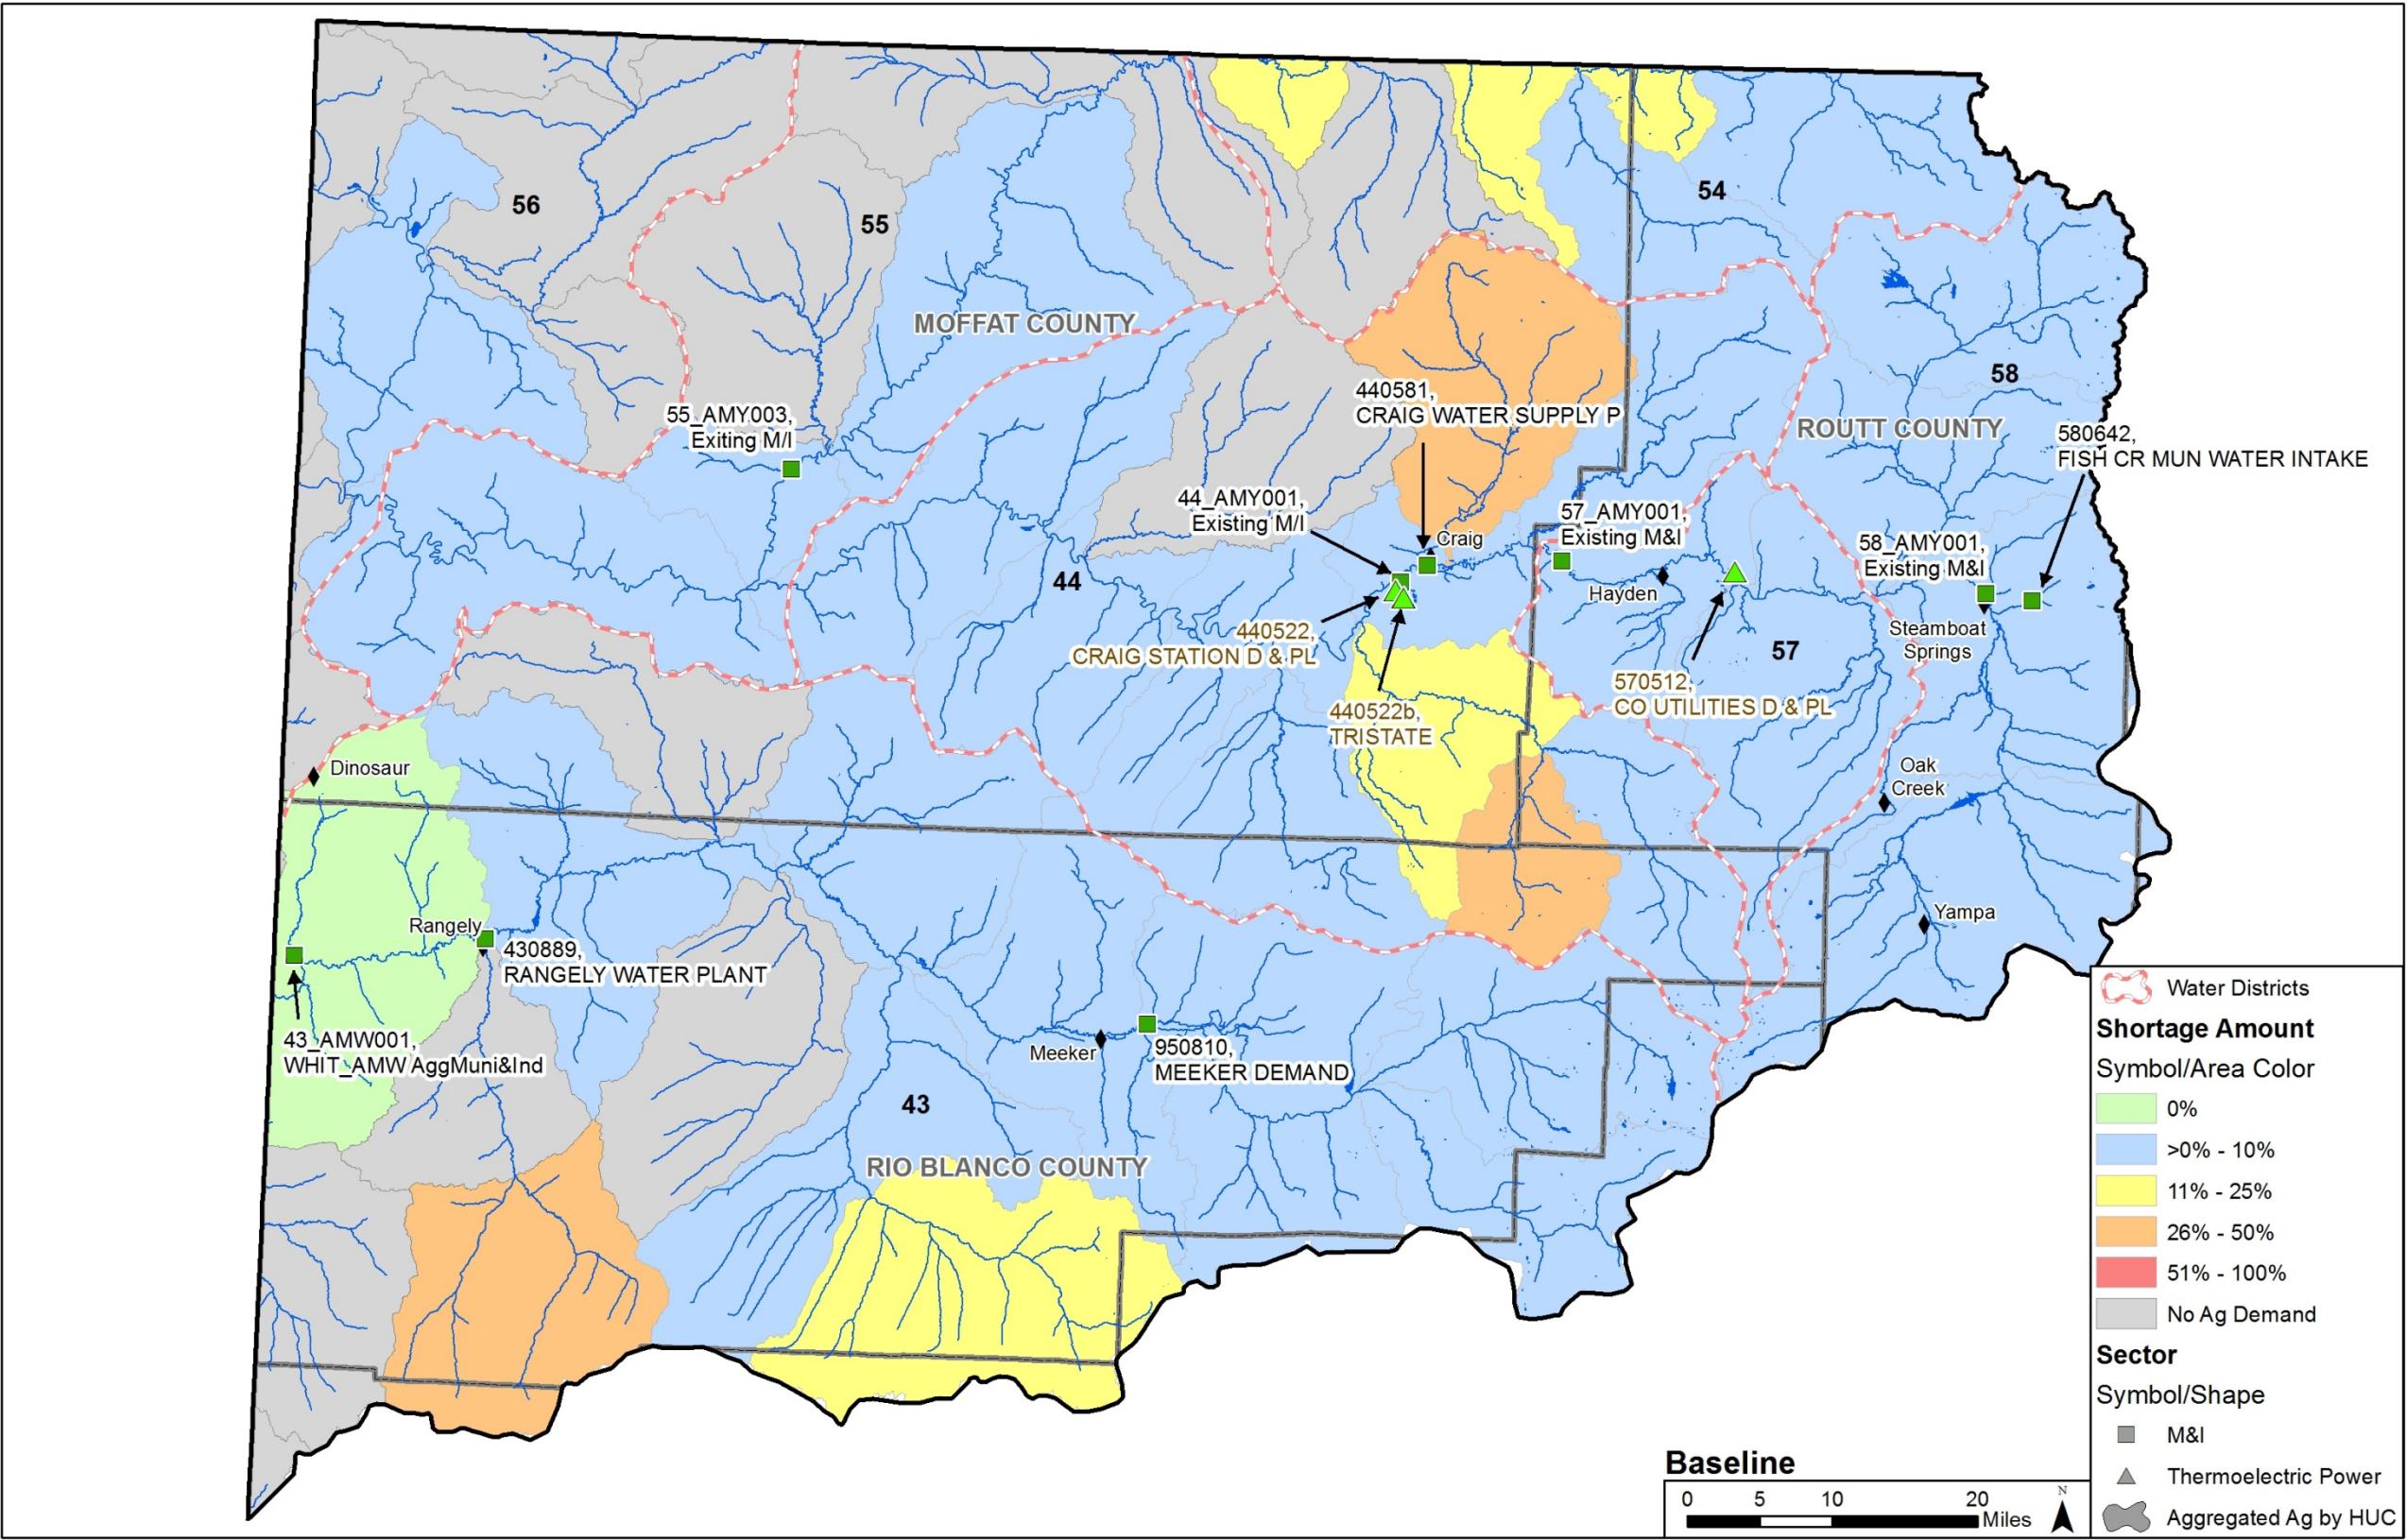 56
55
54
MOFFAT COUNTY
58
440581,
CRAIG WATER SUPPLY P
55_AMY003,
Exiting M/I
ROUTT COUNTY
580642,
FISH CR MUN WATER INTAKE
44_AMY001,
Existing M/I
57_AMY001,
Existing M&I
Craig
58_AMY001,
Existing M&I
44
Hayden
440522,
CRAIG STATION D & PL
Steamboat
Springs
57
570512,
CO UTILITIES D & PL
440522b,
TRISTATE
Dinosaur
Oak
Creek
Rangely
430889,
RANGELY WATER PLANT
Yampa
43_AMW001,
WHIT_AMW AggMuni&Ind
Meeker
950810,
MEEKER DEMAND
43
RIO BLANCO COUNTY
Water Districts
Shortage Amount
Symbol/Area Color
0%
>0% - 10%
11% - 25%
26% - 50%
51% - 100%
No Ag Demand
Sector
Symbol/Shape
M&I
Thermoelectric Power
Aggregated Ag by HUC
Baseline
0 5 10 20
Miles
N